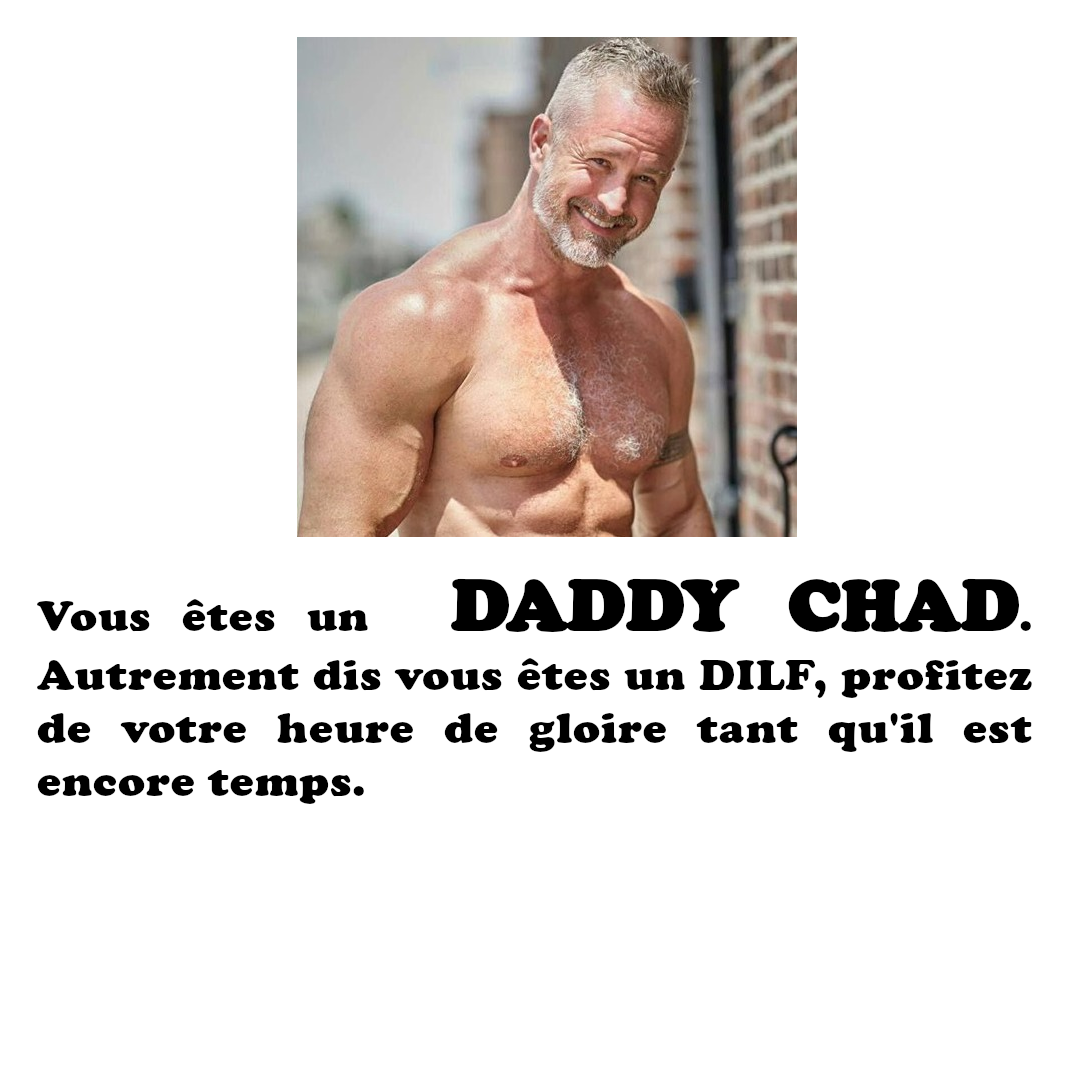 Vous êtes un DADDY CHAD.
Autrement dis vous êtes un DILF, profitez
de votre heure de gloire tant qu'il est
encore temps.